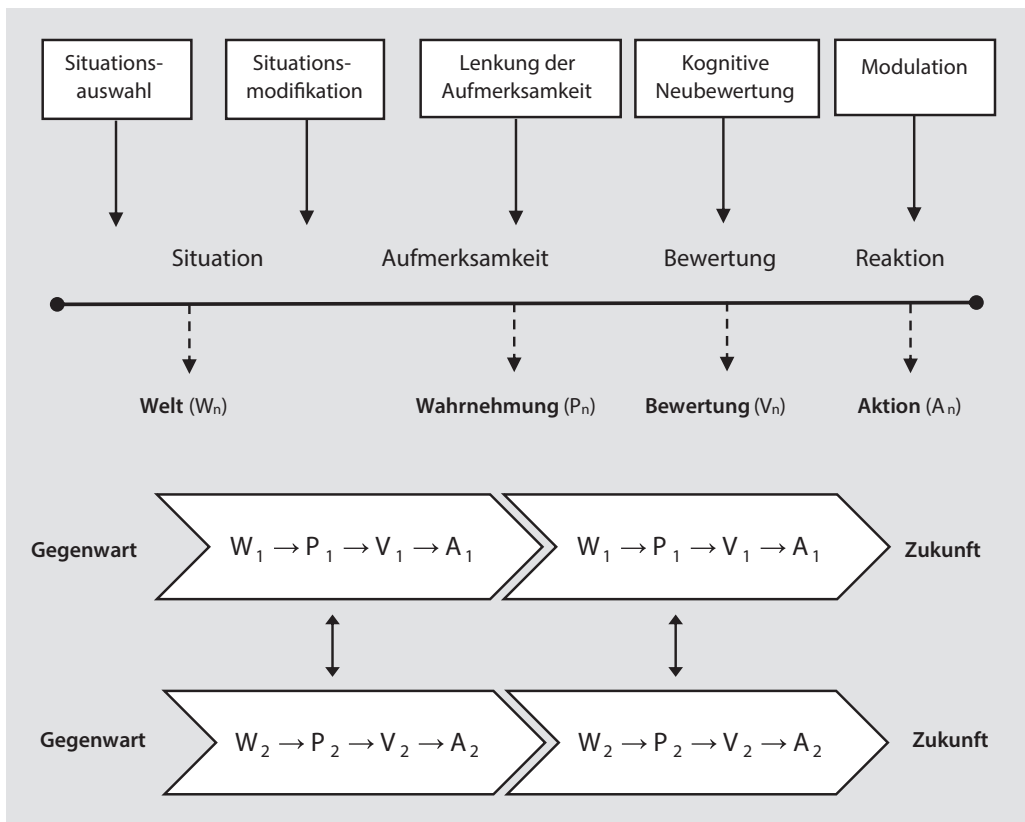 Situations-
auswahl
Situations-
modifikation
Lenkung der
Aufmerksamkeit
Kognitive
Neubewertung
Modulation
Situation Aufmerksamkeit Bewertung Reaktion
Welt (Wₙ) Wahrnehmung (Pₙ) Bewertung (Vₙ) Aktion (Aₙ)
Gegenwart W₁ → P₁ → V₁ → A₁ W₁ → P₁ → V₁ → A₁ Zukunft
Gegenwart W₂ → P₂ → V₂ → A₂ W₂ → P₂ → V₂ → A₂ Zukunft